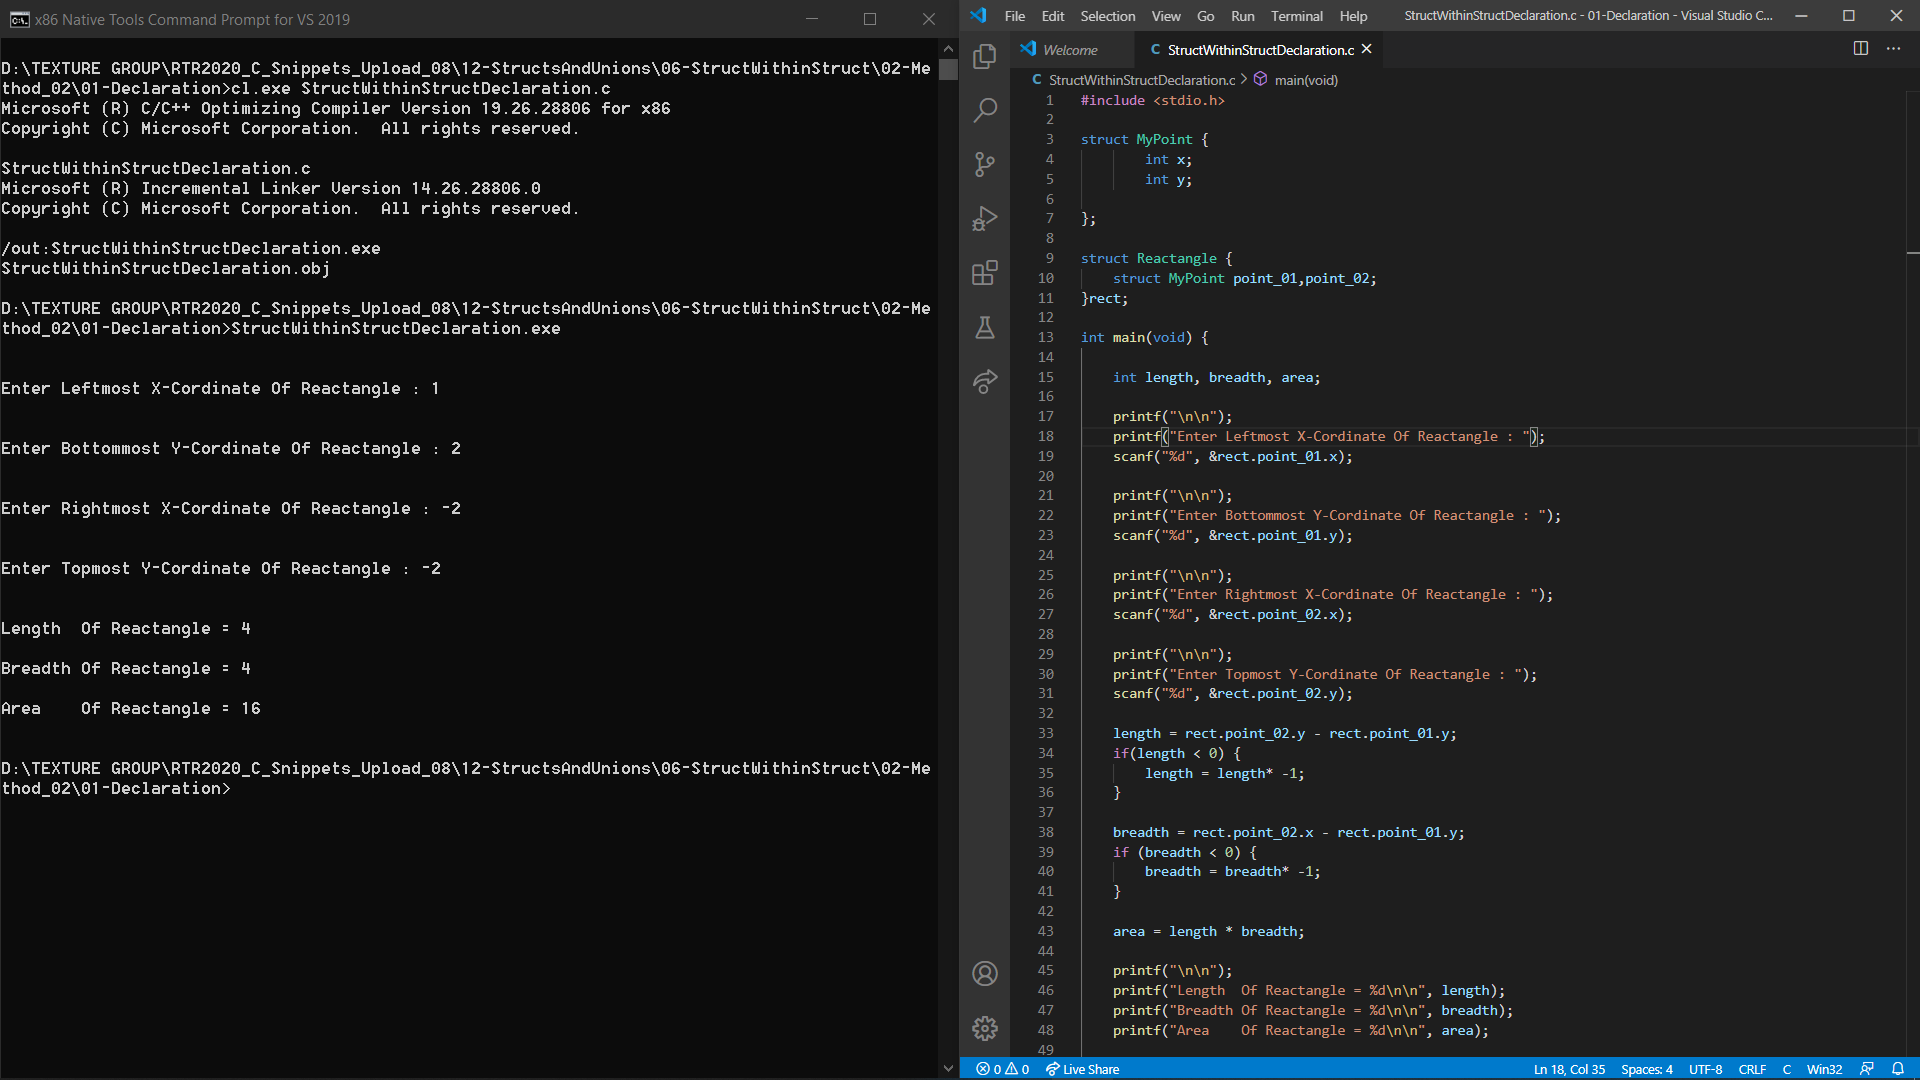 x86 Native Tools Command Prompt for VS 2019
D:\TEXTURE GROUP\RTR2020_C_Snippets_Upload_08\12-StructsAndUnions\06-StructWithinStruct\02-Me
thod_02\01-Declaration>cl.exe StructWithinStructDeclaration.c
Microsoft (R) C/C++ Optimizing Compiler Version 19.26.28806 for x86
Copyright (C) Microsoft Corporation.  All rights reserved.
StructWithinStructDeclaration.c
Microsoft (R) Incremental Linker Version 14.26.28806.0
Copyright (C) Microsoft Corporation.  All rights reserved.
/out:StructWithinStructDeclaration.exe
StructWithinStructDeclaration.obj
D:\TEXTURE GROUP\RTR2020_C_Snippets_Upload_08\12-StructsAndUnions\06-StructWithinStruct\02-Me
thod_02\01-Declaration>StructWithinStructDeclaration.exe
Enter Leftmost X-Cordinate Of Reactangle : 1
Enter Bottommost Y-Cordinate Of Reactangle : 2
Enter Rightmost X-Cordinate Of Reactangle : -2
Enter Topmost Y-Cordinate Of Reactangle : -2
Length  Of Reactangle = 4
Breadth Of Reactangle = 4
Area    Of Reactangle = 16
D:\TEXTURE GROUP\RTR2020_C_Snippets_Upload_08\12-StructsAndUnions\06-StructWithinStruct\02-Me
thod_02\01-Declaration>
File Edit Selection View Go Run Terminal Help StructWithinStructDeclaration.c - 01-Declaration - Visual Studio C...
Welcome C StructWithinStructDeclaration.c
C StructWithinStructDeclaration.c > main(void)
1 #include <stdio.h>
2
3 struct MyPoint {
4         int x;
5         int y;
6
7 };
8
9 struct Reactangle {
10     struct MyPoint point_01,point_02;
11 }rect;
12
13 int main(void) {
14
15     int length, breadth, area;
16
17     printf("\n\n");
18     printf("Enter Leftmost X-Cordinate Of Reactangle : ");
19     scanf("%d", &rect.point_01.x);
20
21     printf("\n\n");
22     printf("Enter Bottommost Y-Cordinate Of Reactangle : ");
23     scanf("%d", &rect.point_01.y);
24
25     printf("\n\n");
26     printf("Enter Rightmost X-Cordinate Of Reactangle : ");
27     scanf("%d", &rect.point_02.x);
28
29     printf("\n\n");
30     printf("Enter Topmost Y-Cordinate Of Reactangle : ");
31     scanf("%d", &rect.point_02.y);
32
33     length = rect.point_02.y - rect.point_01.y;
34     if(length < 0) {
35         length = length* -1;
36     }
37
38     breadth = rect.point_02.x - rect.point_01.y;
39     if (breadth < 0) {
40         breadth = breadth* -1;
41     }
42
43     area = length * breadth;
44
45     printf("\n\n");
46     printf("Length  Of Reactangle = %d\n\n", length);
47     printf("Breadth Of Reactangle = %d\n\n", breadth);
48     printf("Area    Of Reactangle = %d\n\n", area);
49
0 0 Live Share Ln 18, Col 35 Spaces: 4 UTF-8 CRLF C Win32